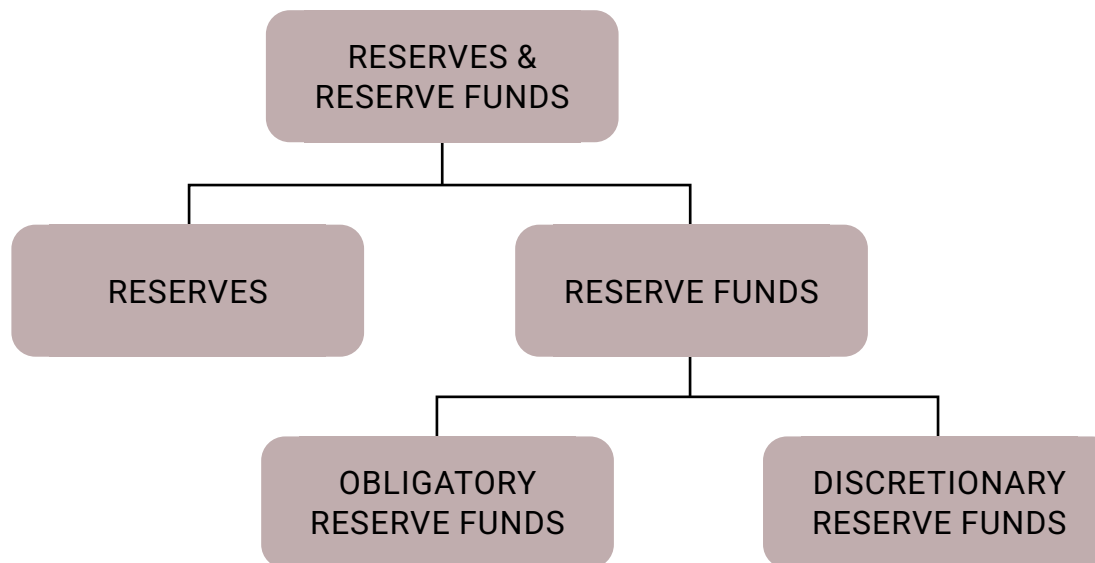 RESERVES &
RESERVE FUNDS
RESERVES
RESERVE FUNDS
OBLIGATORY
RESERVE FUNDS
DISCRETIONARY
RESERVE FUNDS